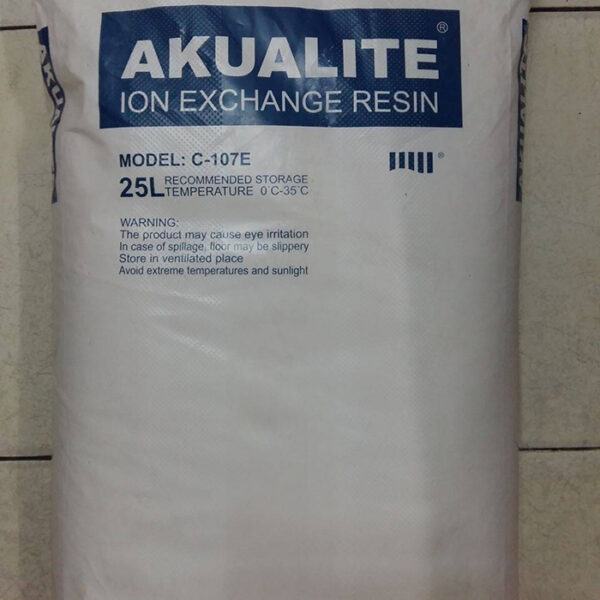 AKUALITE®
ION EXCHANGE RESIN
MODEL: C-107E
®
25L RECOMMENDED STORAGE
TEMPERATURE 0°C-35°C
WARNING:
The product may cause eye irritation
In case of spillage, floor may be slippery
Store in ventilated place
Avoid extreme temperatures and sunlight
AKUALITE